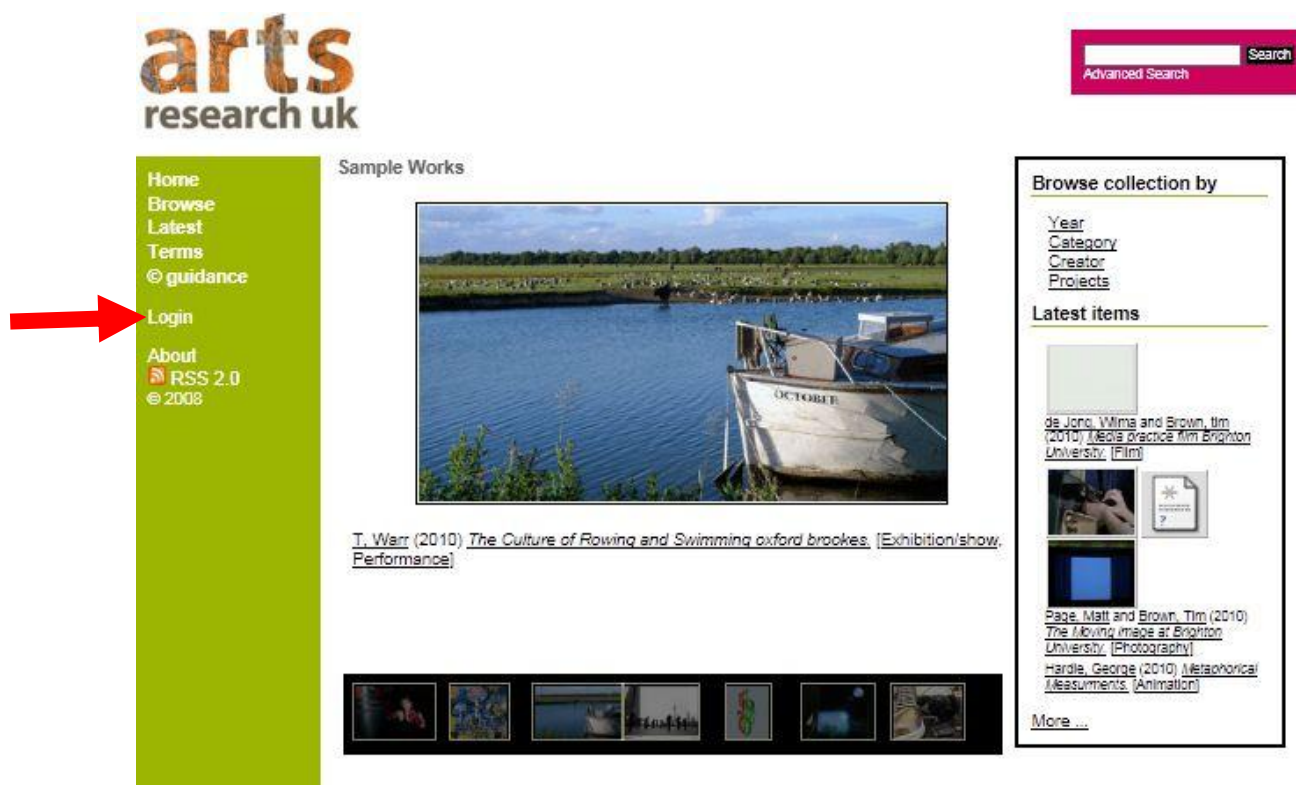 arts
research uk
Search
Advanced Search
Home
Browse
Latest
Terms
© guidance
Login
About
RSS 2.0
© 2008
Sample Works
OCTOBER
T. Warr (2010) The Culture of Rowing and Swimming oxford brookes. [Exhibition/show,
Performance]
Browse collection by
Year
Category
Creator
Projects
Latest items
de Jong, Wilma and Brown, tim
(2010) Media practice film Brighton
University. [Film]
?
Page, Matt and Brown, Tim (2010)
The Moving image at Brighton
University. [Photography]
Hardie, George (2010) Metaphorical
Measurments. [Animation]
More ...